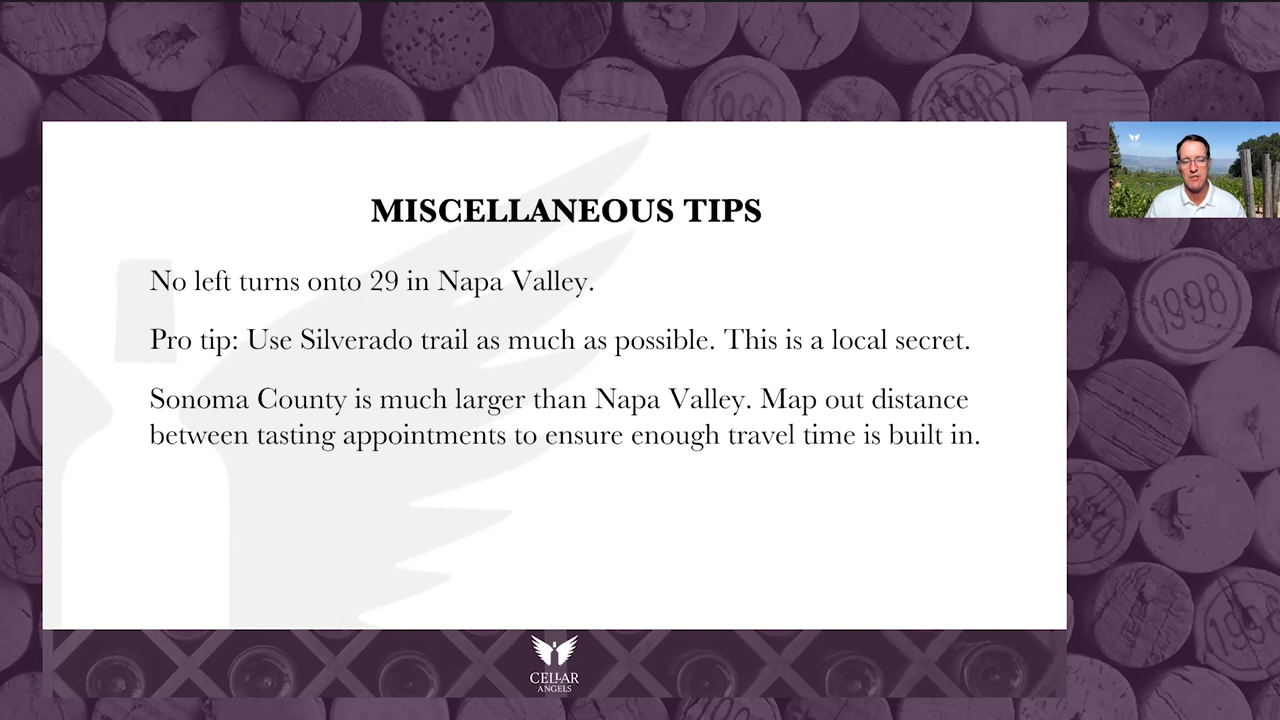 MISCELLANEOUS TIPS
No left turns onto 29 in Napa Valley.
Pro tip: Use Silverado trail as much as possible. This is a local secret.
Sonoma County is much larger than Napa Valley. Map out distance
between tasting appointments to ensure enough travel time is built in.
CELLAR
ANGELS
1998